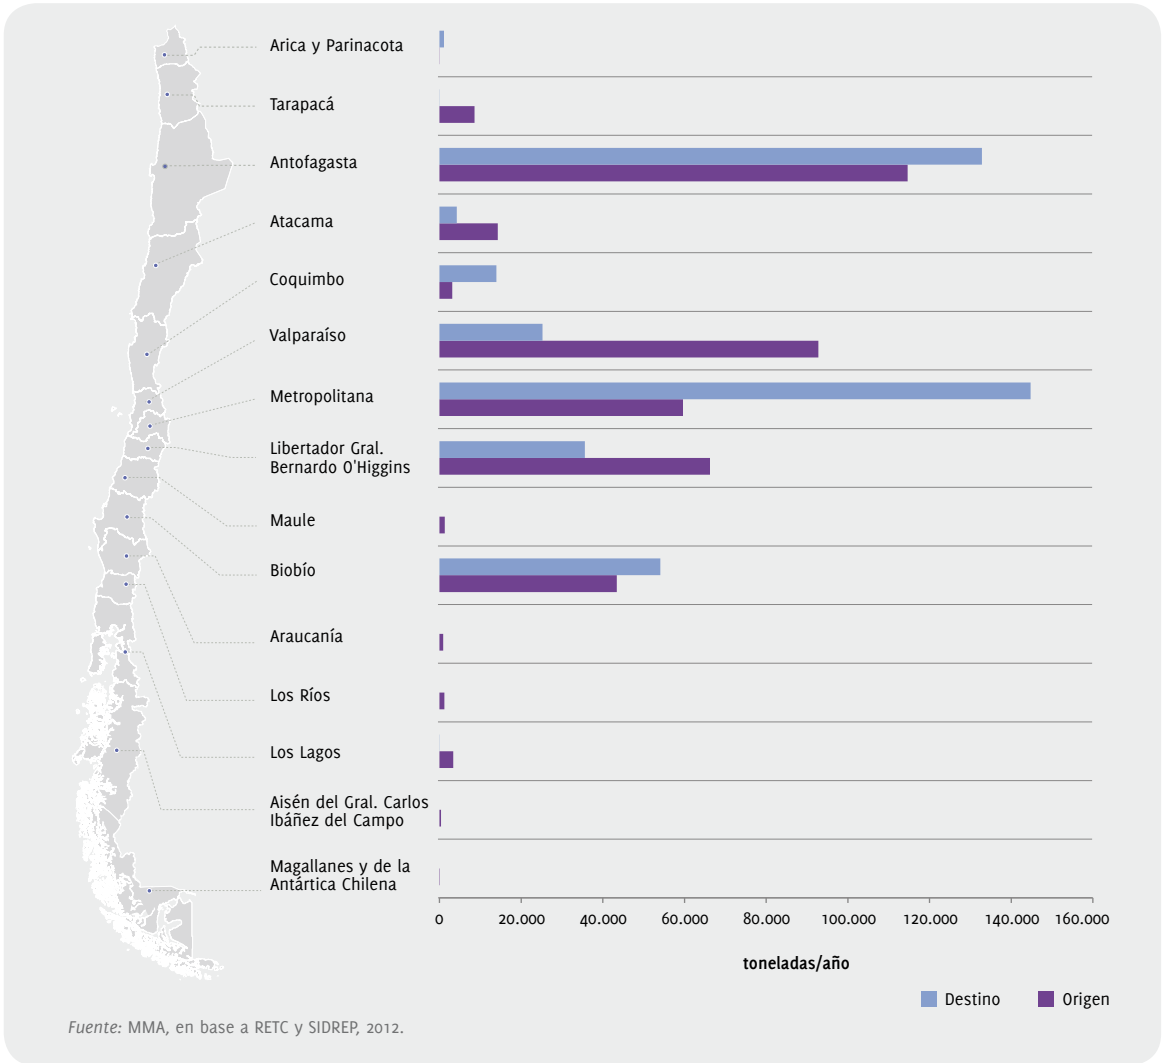 Arica y Parinacota
Tarapacá
Antofagasta
Atacama
Coquimbo
Valparaíso
Metropolitana
Libertador Gral.
Bernardo O'Higgins
Maule
Biobío
Araucanía
Los Ríos
Los Lagos
Aisén del Gral. Carlos
Ibáñez del Campo
Magallanes y de la
Antártica Chilena
0 20.000 40.000 60.000 80.000 100.000 120.000 140.000 160.000
toneladas/año
Destino Origen
Fuente: MMA, en base a RETC y SIDREP, 2012.